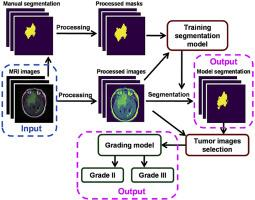 Manual segmentation
Processed masks
Processing
Training
segmentation
model
Output
Model segmentation
MRI images
Processed images
Processing
Segmentation
Input
Grading model
Tumor images
selection
Grade II
Grade III
Output